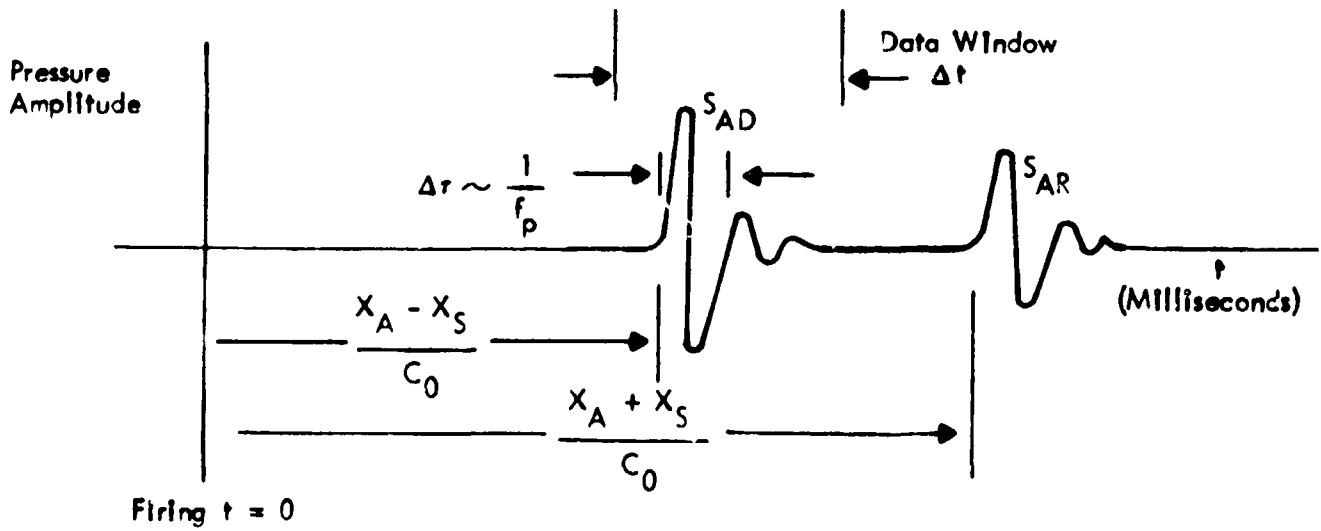 Pressure
Amplitude
Data Window
Δt
S_AD
Δτ ~ 1/f_p
S_AR
t
(Milliseconds)
X_A - X_S
C_0
X_A + X_S
C_0
Firing t = 0